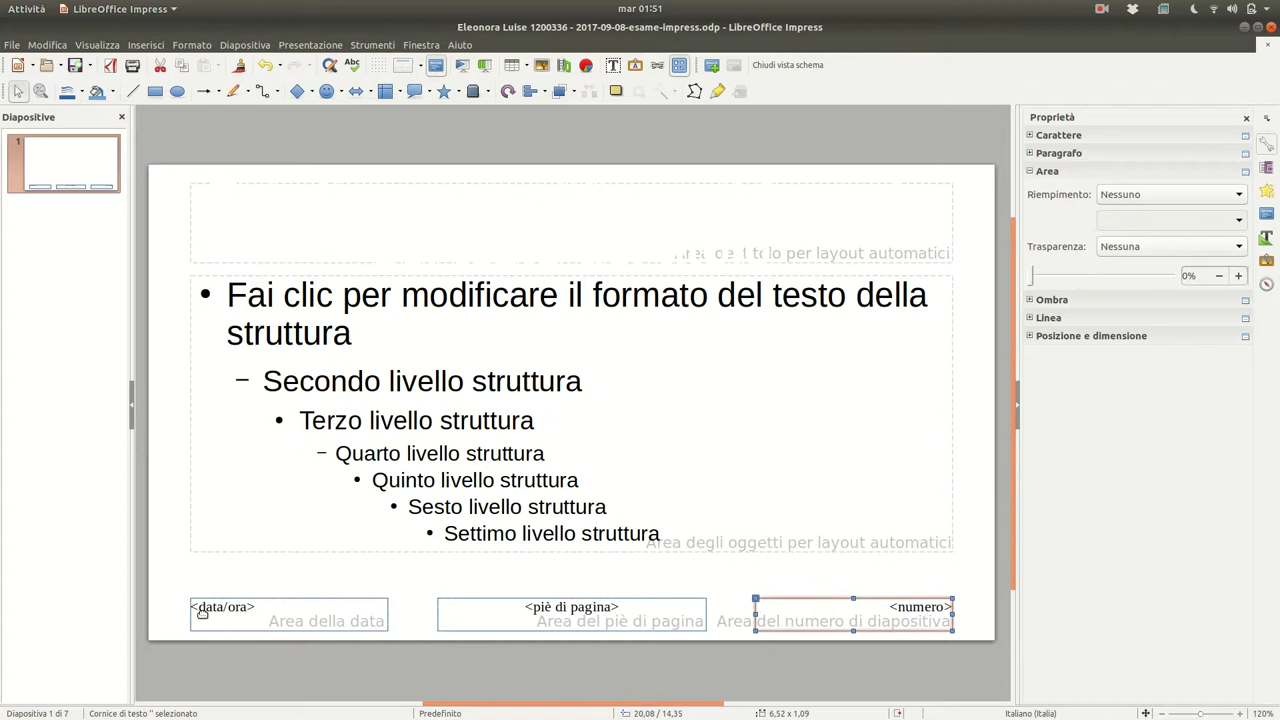 Attività
LibreOffice Impress
mar 01:51
Eleonora Luise 1200336 - 2017-09-08-esame-impress.odp - LibreOffice Impress
File Modifica Visualizza Inserisci Formato Diapositiva Presentazione Strumenti Finestra Aiuto
Chiudi vista schema
Diapositive
1
layout automatici
• Fai clic per modificare il formato del testo della
struttura
– Secondo livello struttura
• Terzo livello struttura
– Quarto livello struttura
• Quinto livello struttura
• Sesto livello struttura
• Settimo livello struttura
Area degli oggetti per layout automatici
<data/ora>
Area della data
<piè di pagina>
Area del piè di pagina
<numero>
Area del numero di diapositiva
Proprietà
Carattere
Paragrafo
Area
Riempimento: Nessuno
Trasparenza: Nessuna
0%
Ombra
Linea
Posizione e dimensione
Diapositiva 1 di 7
Cornice di testo '' selezionato
Predefinito
20,08 / 14,35
6,52 x 1,09
Italiano (Italia)
120%